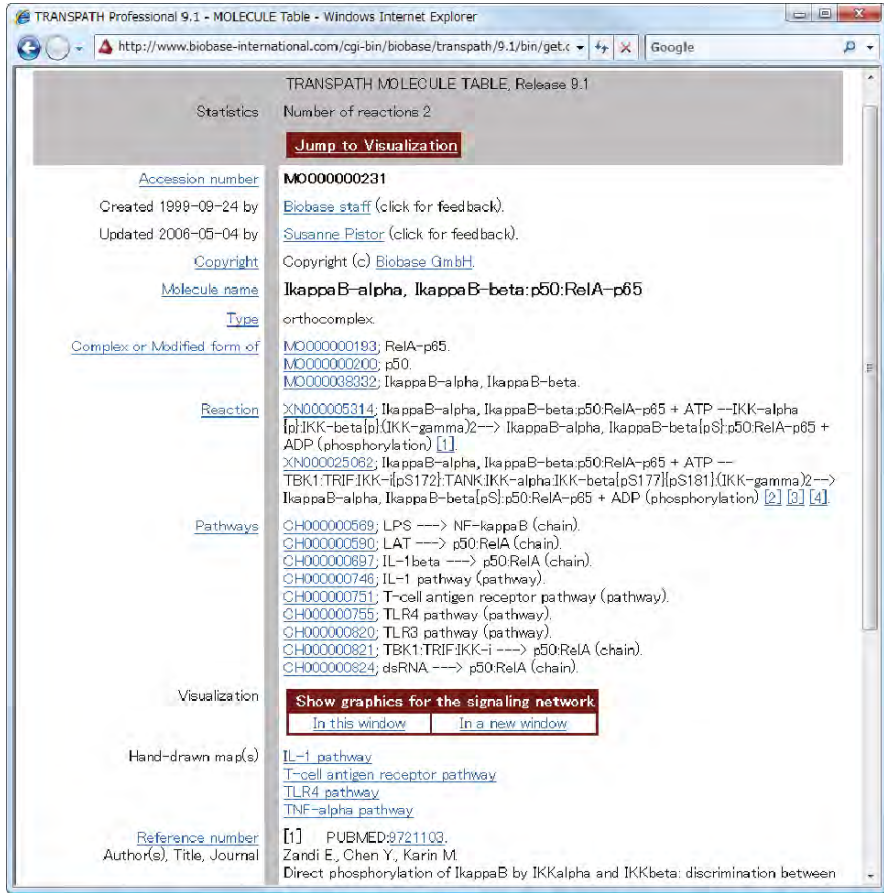 TRANSPATH Professional 9.1 - MOLECULE Table - Windows Internet Explorer
http://www.biobase-international.com/cgi-bin/biobase/transpath/9.1/bin/get.c
Google
TRANSPATH MOLECULE TABLE, Release 9.1
Statistics Number of reactions 2
Jump to Visualization
Accession number MO000000231
Created 1999-09-24 by Biobase staff (click for feedback).
Updated 2006-05-04 by Susanne Pistor (click for feedback).
Copyright Copyright (c) Biobase GmbH.
Molecule name IkappaB-alpha, IkappaB-beta:p50:RelA-p65
Type orthocomplex.
Complex or Modified form of MO000000193; RelA-p65.
MO000000200; p50.
MO000038332; IkappaB-alpha, IkappaB-beta.
Reaction XN000005314; IkappaB-alpha, IkappaB-beta:p50:RelA-p65 + ATP --IKK-alpha
{p}:IKK-beta{p}:(IKK-gamma)2--> IkappaB-alpha, IkappaB-beta{pS}:p50:RelA-p65 +
ADP (phosphorylation) [1].
XN000025062; IkappaB-alpha, IkappaB-beta:p50:RelA-p65 + ATP --
TBK1:TRIF:IKK-i{pS172}:TANK:IKK-alpha:IKK-beta{pS177}{pS181}:(IKK-gamma)2-->
IkappaB-alpha, IkappaB-beta{pS}:p50:RelA-p65 + ADP (phosphorylation) [2] [3] [4].
Pathways CH000000569; LPS ---> NF-kappaB (chain).
CH000000590; LAT ---> p50:RelA (chain).
CH000000697; IL-1beta ---> p50:RelA (chain).
CH000000746; IL-1 pathway (pathway).
CH000000751; T-cell antigen receptor pathway (pathway).
CH000000755; TLR4 pathway (pathway).
CH000000820; TLR3 pathway (pathway).
CH000000821; TBK1:TRIF:IKK-i ---> p50:RelA (chain).
CH000000824; dsRNA ---> p50:RelA (chain).
Visualization Show graphics for the signaling network
In this window In a new window
Hand-drawn map(s) IL-1 pathway
T-cell antigen receptor pathway
TLR4 pathway
TNF-alpha pathway
Reference number [1] PUBMED:9721103.
Author(s), Title, Journal Zandi E., Chen Y., Karin M.
Direct phosphorylation of IkappaB by IKKalpha and IKKbeta: discrimination between